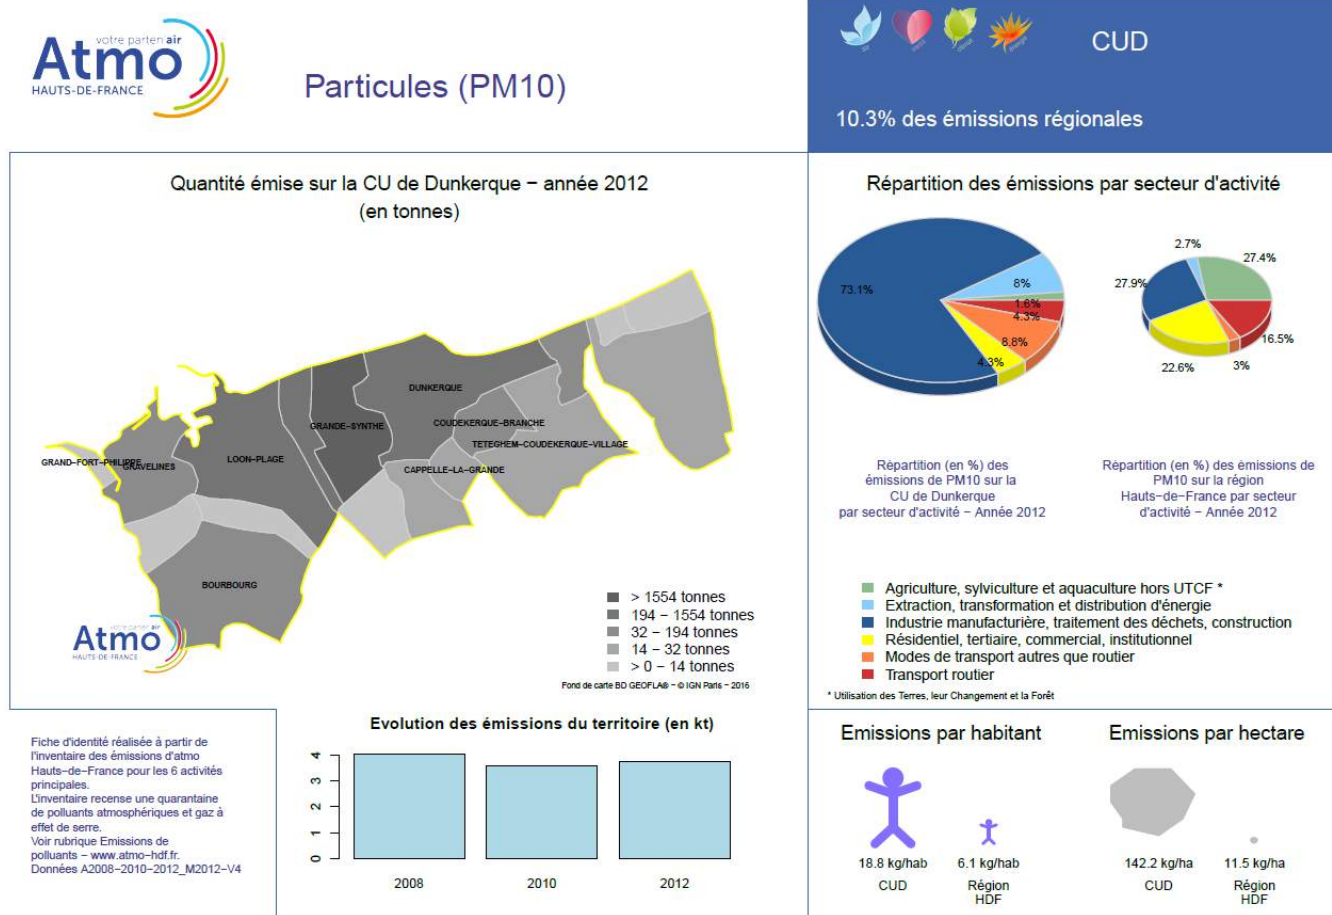 votre parten air
Atmo
HAUTS-DE-FRANCE
Particules (PM10)
CUD
10.3% des émissions régionales
Quantité émise sur la CU de Dunkerque − année 2012
(en tonnes)
GRAND−FORT−PHILIPPE
GRAVELINES
LOON−PLAGE
GRANDE−SYNTHE
DUNKERQUE
COUDEKERQUE−BRANCHE
TETEGHEM−COUDEKERQUE−VILLAGE
CAPPELLE−LA−GRANDE
BOURBOURG
votre parten air
Atmo
HAUTS-DE-FRANCE
> 1554 tonnes
194 − 1554 tonnes
32 − 194 tonnes
14 − 32 tonnes
> 0 − 14 tonnes
Fond de carte BD GEOFLA® − © IGN Paris − 2016
Répartition des émissions par secteur d'activité
73.1%
8%
1.6%
4.3%
8.8%
4.3%
2.7%
27.4%
27.9%
16.5%
22.6%
3%
Répartition (en %) des
émissions de PM10 sur la
CU de Dunkerque
par secteur d'activité − Année 2012
Répartition (en %) des émissions de
PM10 sur la région
Hauts−de−France par secteur
d'activité − Année 2012
Agriculture, sylviculture et aquaculture hors UTCF *
Extraction, transformation et distribution d'énergie
Industrie manufacturière, traitement des déchets, construction
Résidentiel, tertiaire, commercial, institutionnel
Modes de transport autres que routier
Transport routier
* Utilisation des Terres, leur Changement et la Forêt
Fiche d'identité réalisée à partir de
l'inventaire des émissions d'atmo
Hauts−de−France pour les 6 activités
principales.
L'inventaire recense une quarantaine
de polluants atmosphériques et gaz à
effet de serre.
Voir rubrique Emissions de
polluants − www.atmo−hdf.fr.
Données A2008−2010−2012_M2012−V4
Evolution des émissions du territoire (en kt)
4
3
2
1
0
2008
2010
2012
Emissions par habitant
18.8 kg/hab
CUD
6.1 kg/hab
Région
HDF
Emissions par hectare
142.2 kg/ha
CUD
11.5 kg/ha
Région
HDF